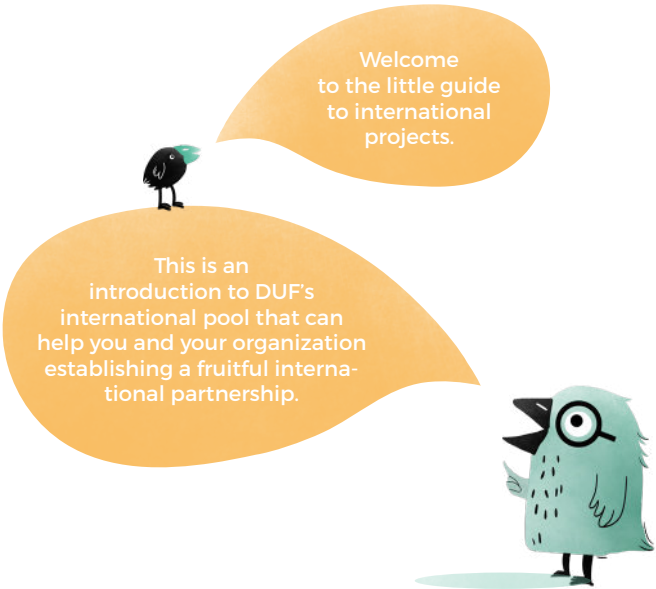 Welcome
to the little guide
to international
projects.
This is an
introduction to DUF’s
international pool that can
help you and your organization
establishing a fruitful interna-
tional partnership.